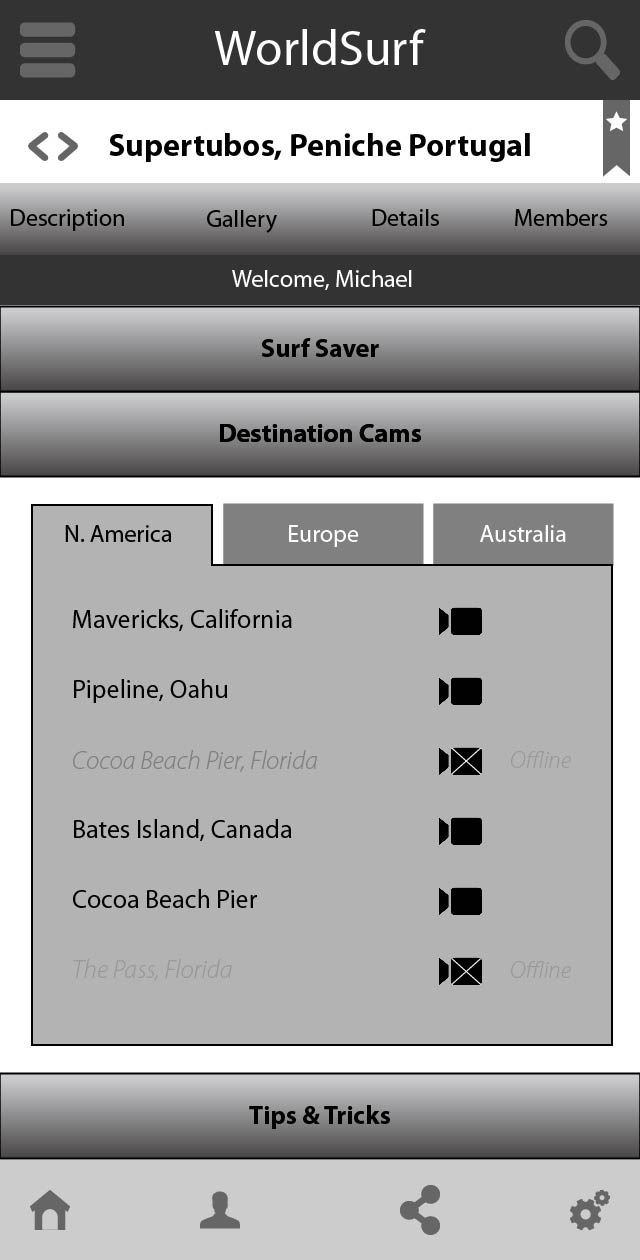 WorldSurf
Supertubos, Peniche Portugal
Description Gallery Details Members
Welcome, Michael
Surf Saver
Destination Cams
N. America Europe Australia
Mavericks, California
Pipeline, Oahu
Cocoa Beach Pier, Florida Offline
Bates Island, Canada
Cocoa Beach Pier
The Pass, Florida Offline
Tips & Tricks